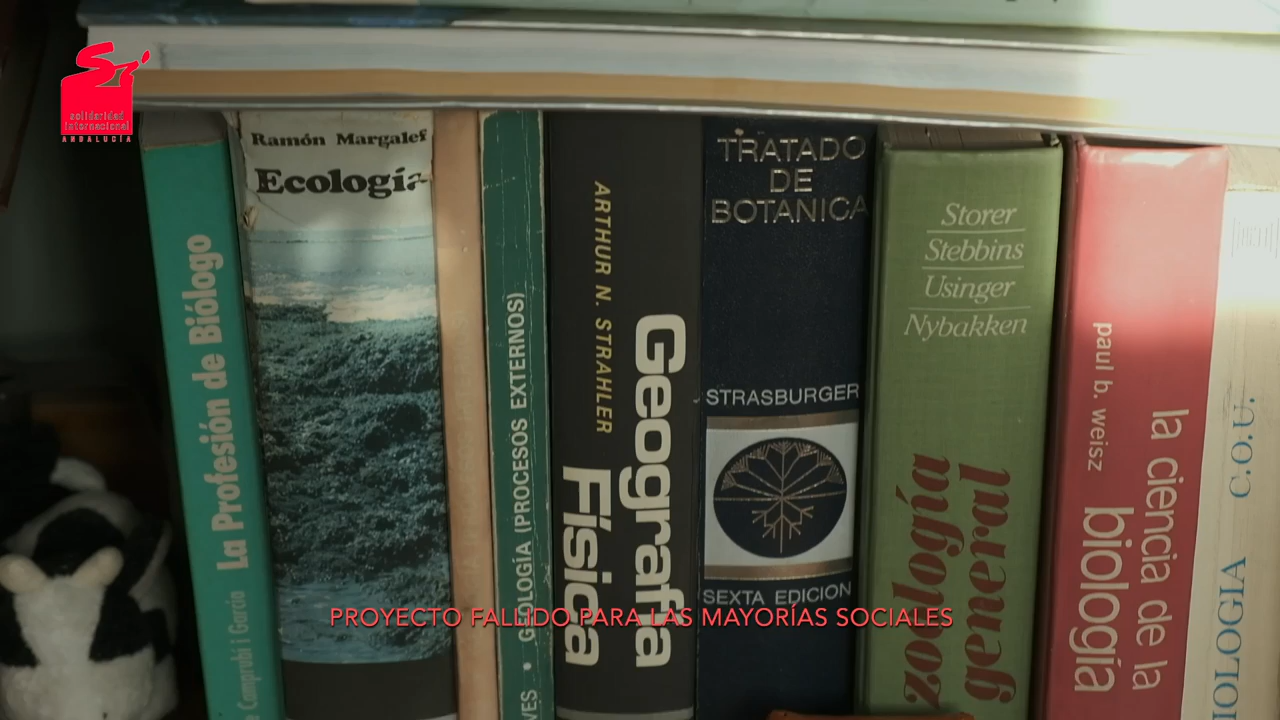 solidaridad
internacional
ANDALUCÍA
La Profesión de Biólogo
Camprubí i García
Ramón Margalef
Ecología
GEOLOGÍA (PROCESOS EXTERNOS)
ARTHUR N. STRAHLER
Geografía
Física
TRATADO
DE
BOTANICA
STRASBURGER
SEXTA EDICION
Storer
Stebbins
Usinger
Nybakken
zoología
general
paul b. weisz
la ciencia de la
biología
C.O.U.
PROYECTO FALLIDO PARA LAS MAYORÍAS SOCIALES